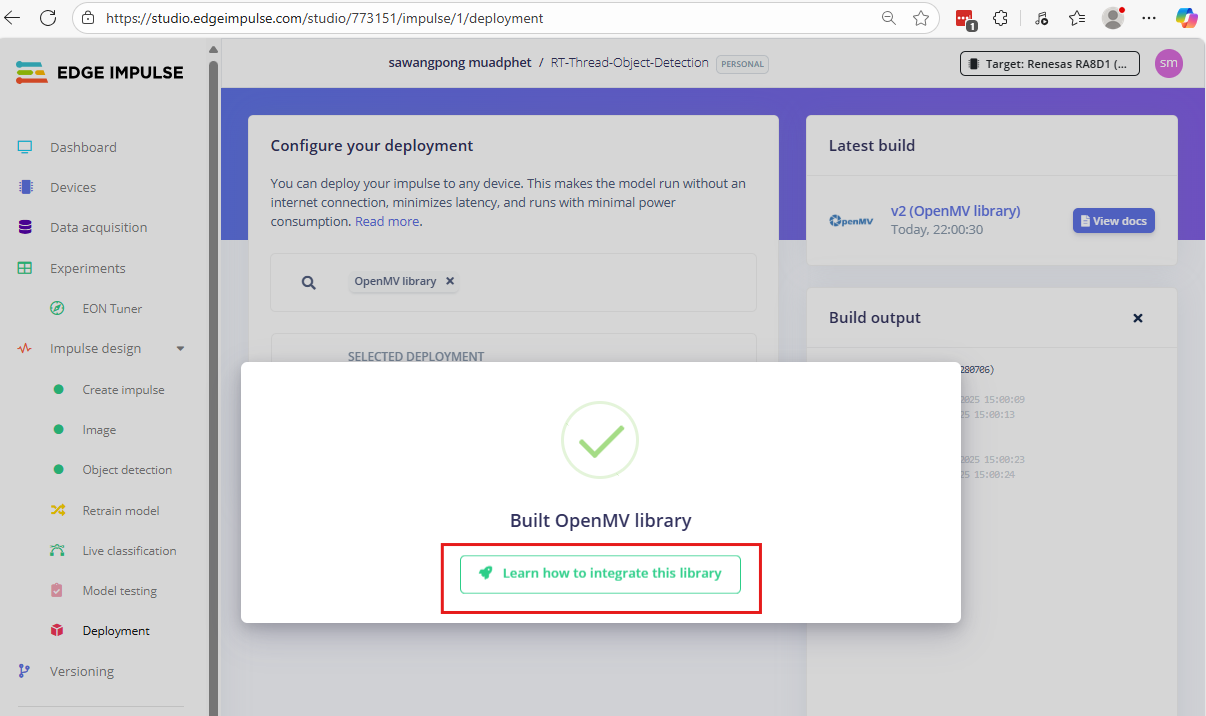 https://studio.edgeimpulse.com/studio/773151/impulse/1/deployment
1
EDGE IMPULSE
sawangpong muadphet / RT-Thread-Object-Detection PERSONAL
Target: Renesas RA8D1 (...
sm
Dashboard
Devices
Data acquisition
Experiments
EON Tuner
Impulse design
Create impulse
Image
Object detection
Retrain model
Live classification
Model testing
Deployment
Versioning
Configure your deployment
You can deploy your impulse to any device. This makes the model run without an
internet connection, minimizes latency, and runs with minimal power
consumption. Read more.
OpenMV library ×
SELECTED DEPLOYMENT
Latest build
OpenMV
v2 (OpenMV library)
Today, 22:00:30
View docs
Build output
×
280706)
2025 15:00:09
25 15:00:13
2025 15:00:23
25 15:00:24
Built OpenMV library
Learn how to integrate this library